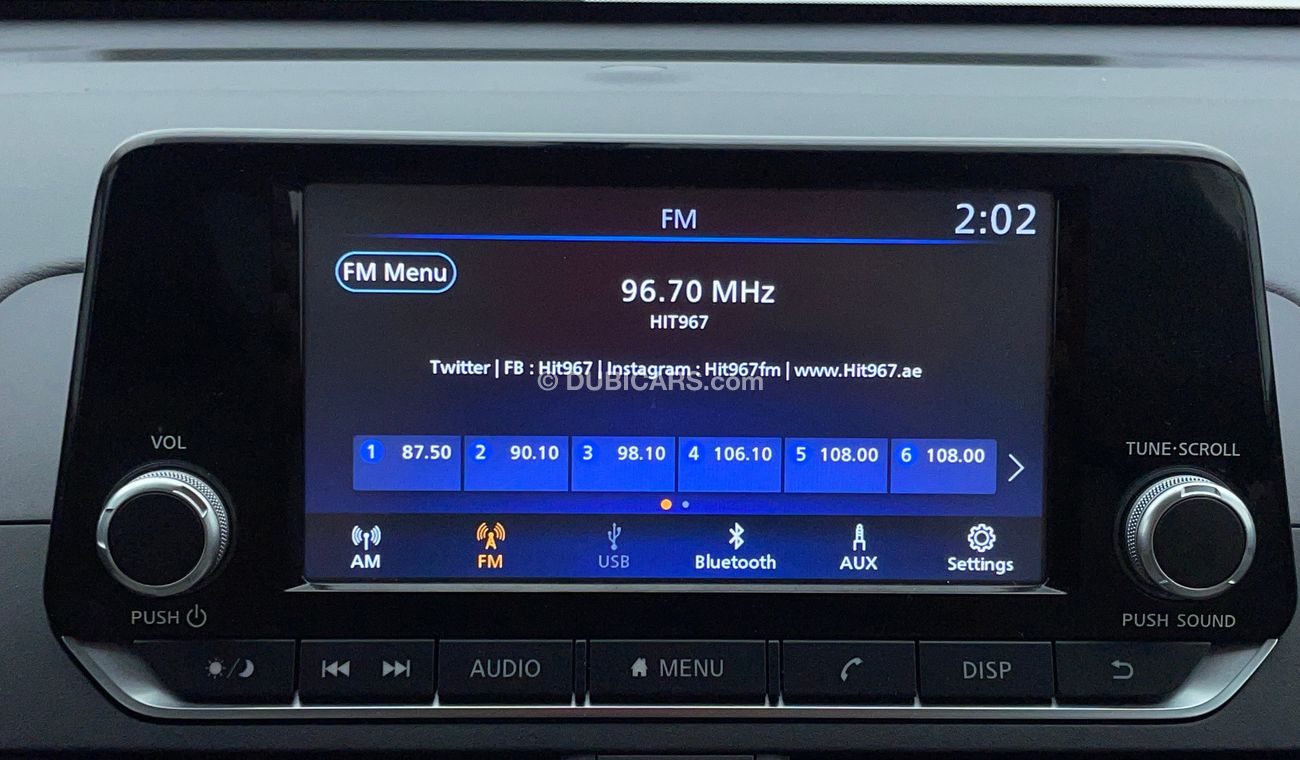 FM
2:02
FM Menu
96.70 MHz
HIT967
Twitter | FB : Hit967 | Instagram : Hit967fm | www.Hit967.ae
© DUBICARS.com
1 87.50 2 90.10 3 98.10 4 106.10 5 108.00 6 108.00
AM FM USB Bluetooth AUX Settings
VOL
PUSH
TUNE·SCROLL
PUSH SOUND
AUDIO MENU DISP